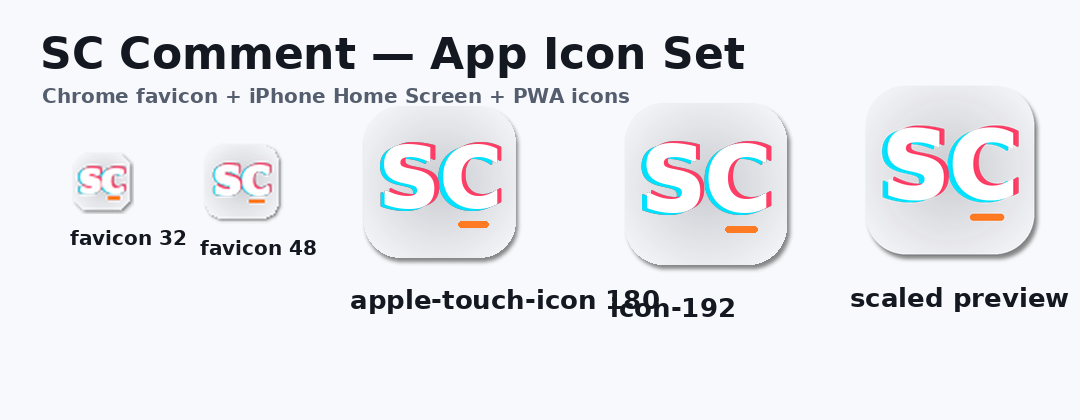 SC Comment — App Icon Set
Chrome favicon + iPhone Home Screen + PWA icons
SC
SC
SC
SC
SC
favicon 32
favicon 48
apple-touch-icon 180
icon-192
scaled preview